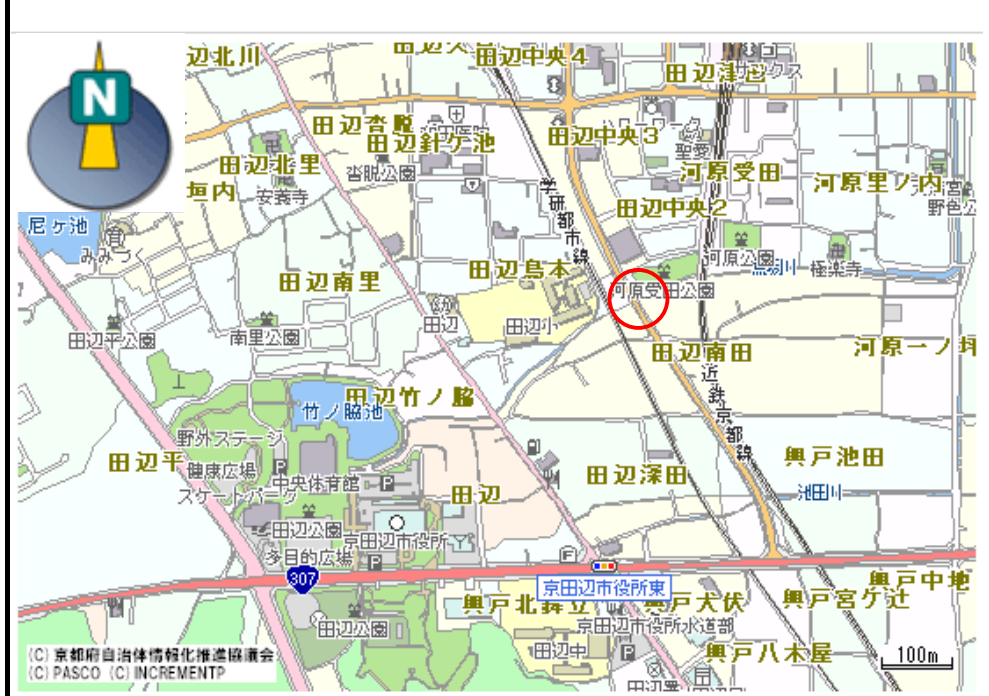 N
辺北川
田辺中央4
田辺沓脱
田辺針ケ池
田辺中央3
聖愛
田辺北里
垣内
安養寺
沓脱公園
河原受田
河原里ノ内
田辺中央2
学研都市線
尼ヶ池
みみづく
田辺南里
田辺鳥本
河原公園
極楽寺
河原受田公園
田辺平公園
南里公園
幼
田辺
田辺小
田辺南田
河原一ノ坪
近鉄京都線
竹ノ脇池
田辺竹ノ脇
野外ステージ
田辺平
健康広場
スケートパーク
中央体育館
P
P
田辺
田辺深田
興戸池田
池田川
田辺公園
多目的広場
京田辺市役所
P
307
京田辺市役所東
興戸犬伏
興戸宮ケ辻
興戸中地
田辺公園
京田辺市役所水道部
田辺中
P
興戸八木屋
100m
(C) 京都府自治体情報化推進協議会
(C) PASCO (C) INCREMENTP